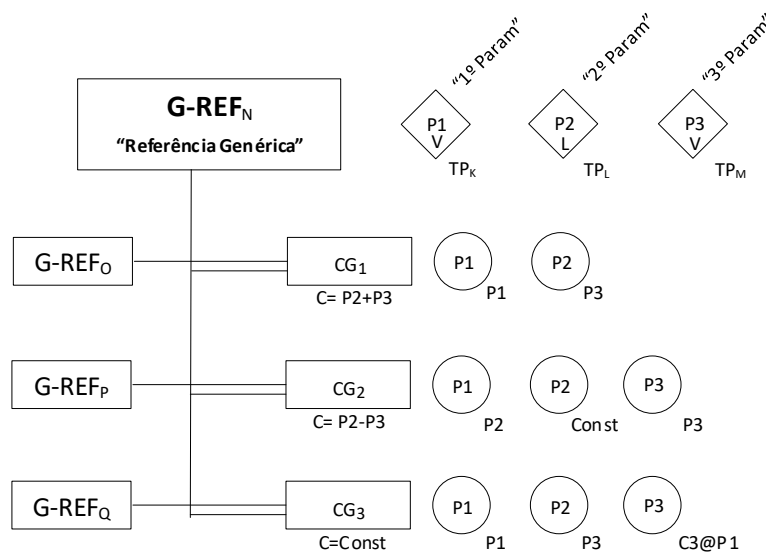 “1º Param” “2º Param” “3º Param”
G-REFN
“Referência Genérica”
P1 P2 P3
V L V
TPK TPL TPM
G-REFO CG1 P1 P2
C= P2+P3 P1 P3
G-REFP CG2 P1 P2 P3
C= P2-P3 P2 Const P3
G-REFQ CG3 P1 P2 P3
C=Const P1 P3 C3@P1